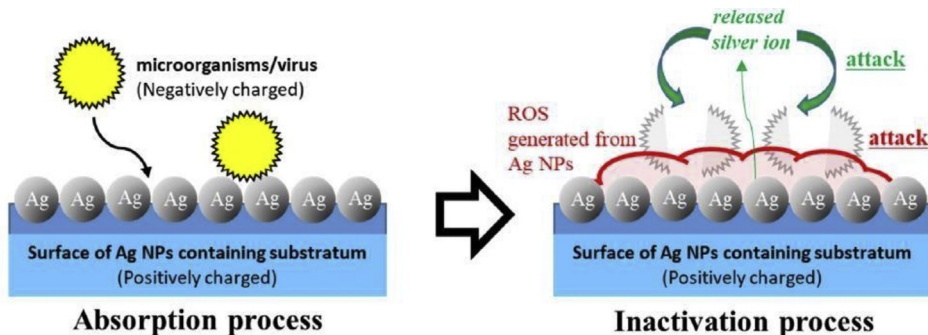 microorganisms/virus
(Negatively charged)
Ag Ag Ag Ag Ag Ag Ag Ag
Surface of Ag NPs containing substratum
(Positively charged)
Absorption process
released
silver ion
attack
ROS
generated from
Ag NPs
attack
Ag Ag Ag Ag Ag Ag Ag Ag
Surface of Ag NPs containing substratum
(Positively charged)
Inactivation process